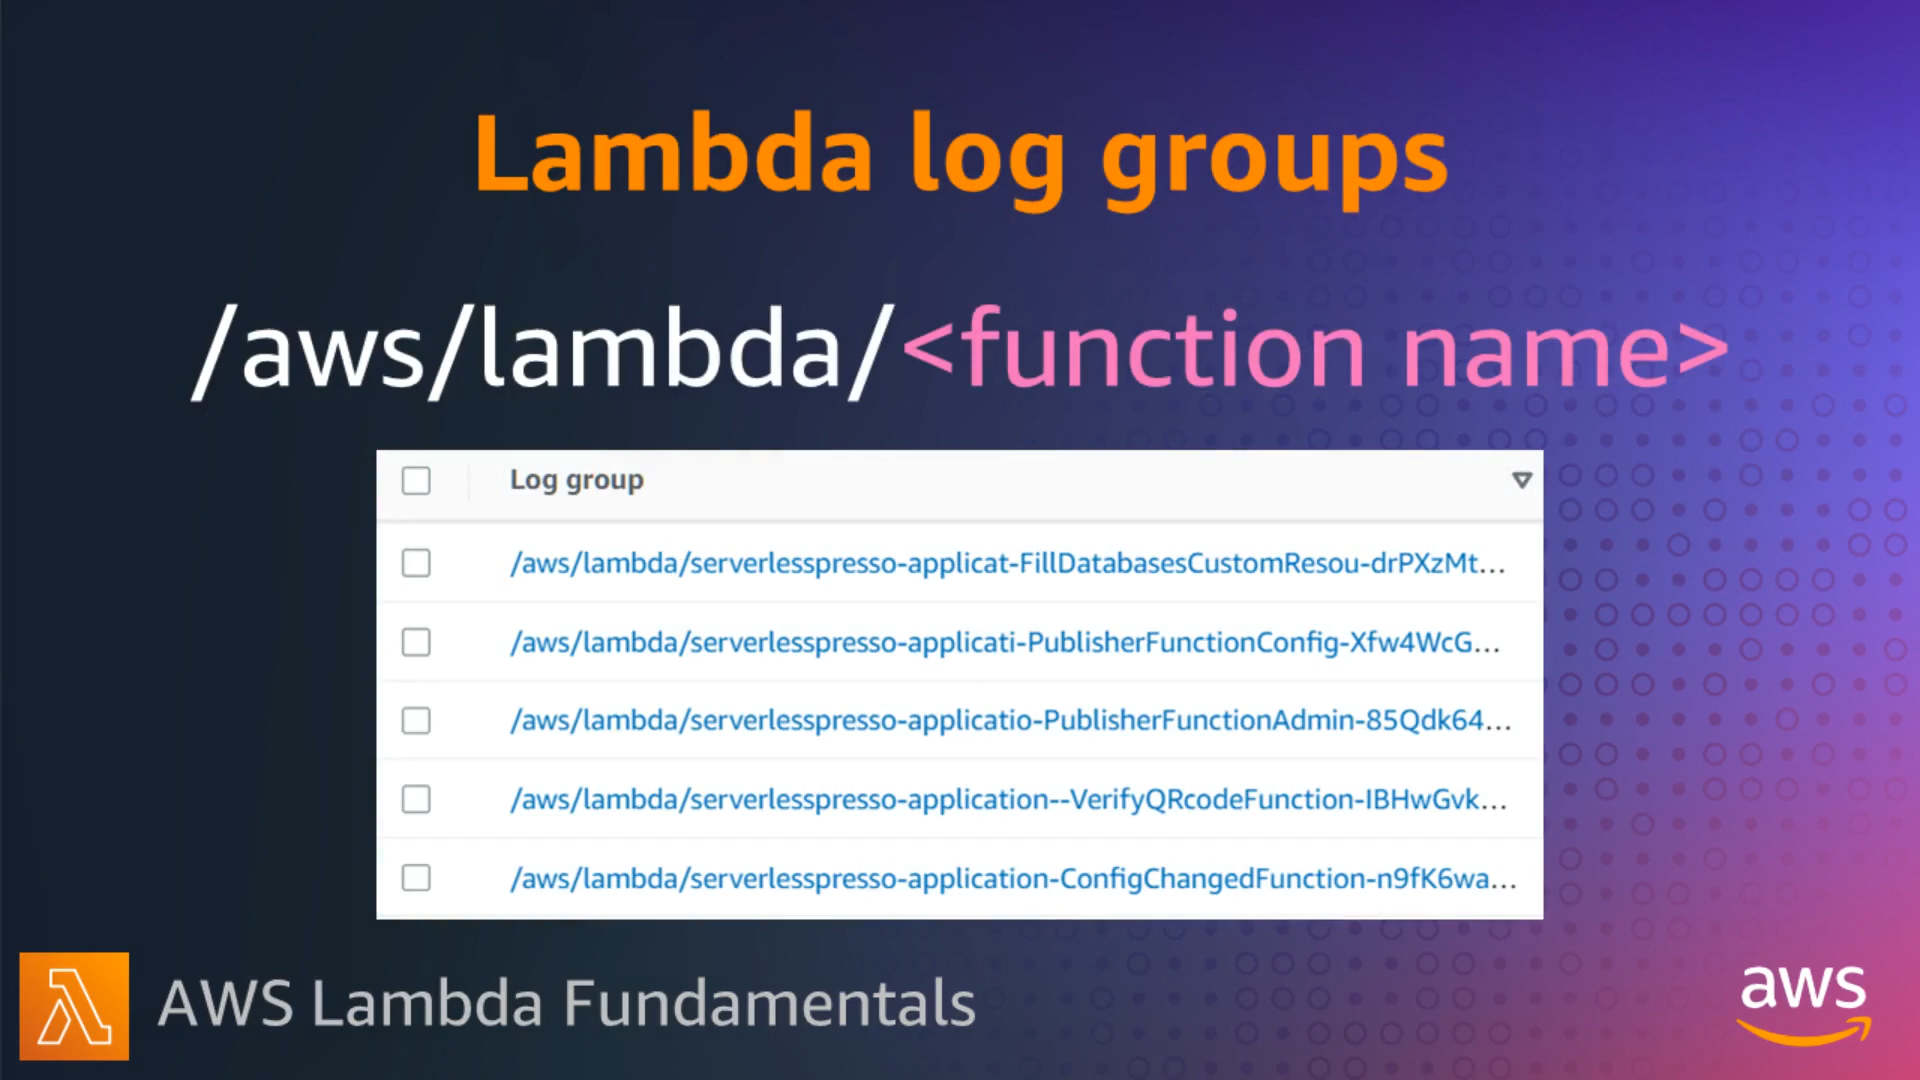 Lambda log groups
/aws/lambda/<function name>
Log group
/aws/lambda/serverlesspresso-applicat-FillDatabasesCustomResou-drPXzMt...
/aws/lambda/serverlesspresso-applicati-PublisherFunctionConfig-Xfw4WcG...
/aws/lambda/serverlesspresso-applicatio-PublisherFunctionAdmin-85Qdk64...
/aws/lambda/serverlesspresso-application--VerifyQRcodeFunction-IBHwGvk...
/aws/lambda/serverlesspresso-application-ConfigChangedFunction-n9fK6wa...
AWS Lambda Fundamentals
aws